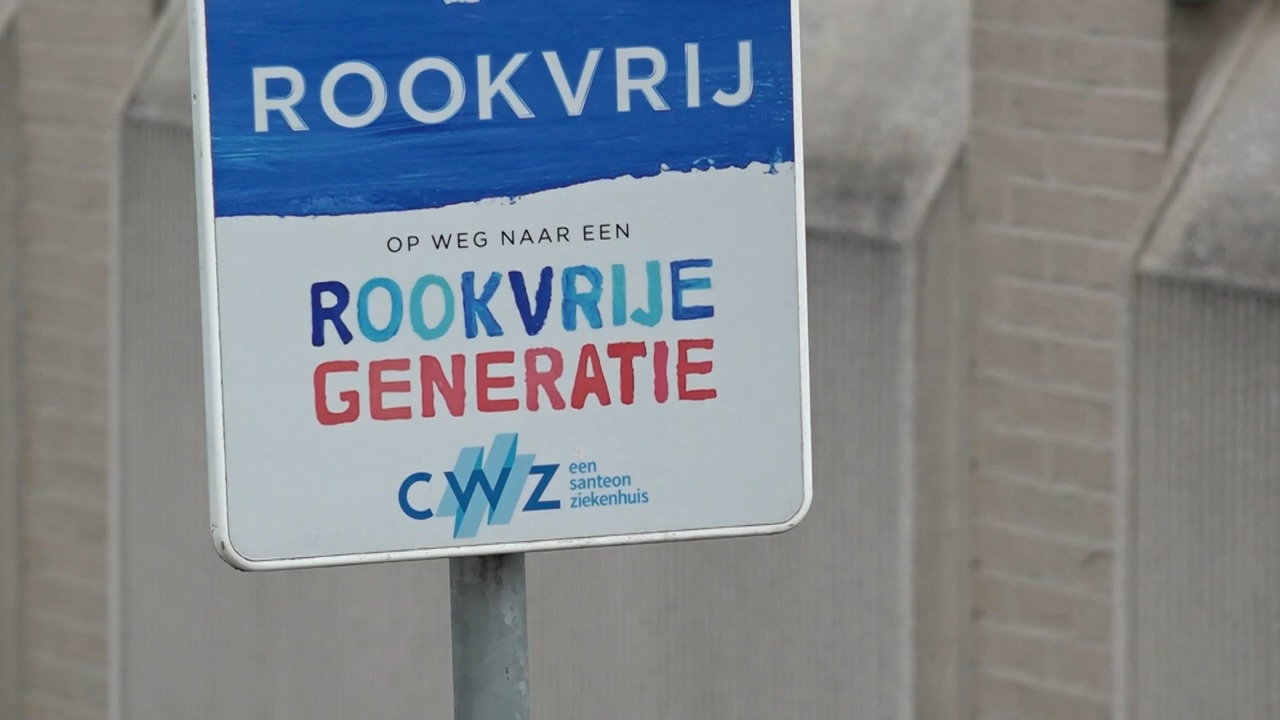 ROOKVRIJ
OP WEG NAAR EEN
ROOKVRIJE
GENERATIE
CWZ
een
santeon
ziekenhuis